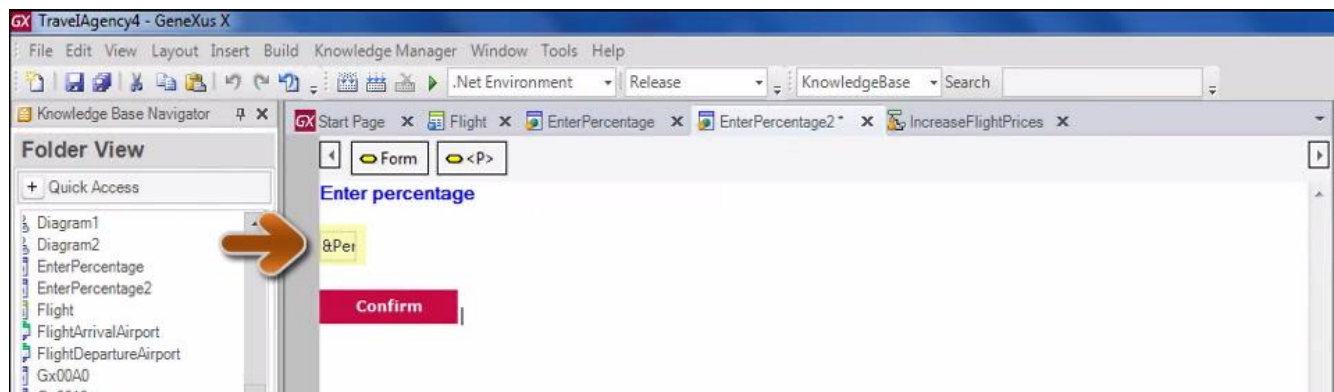 GX TravelAgency4 - GeneXus X
File Edit View Layout Insert Build Knowledge Manager Window Tools Help
.Net Environment Release KnowledgeBase Search
Knowledge Base Navigator
GX Start Page Flight EnterPercentage EnterPercentage2* IncreaseFlightPrices
Folder View
Form <P>
+ Quick Access
Enter percentage
Diagram1
Diagram2
&Per
EnterPercentage
EnterPercentage2
Flight
Confirm
FlightArrivalAirport
FlightDepartureAirport
Gx00A0